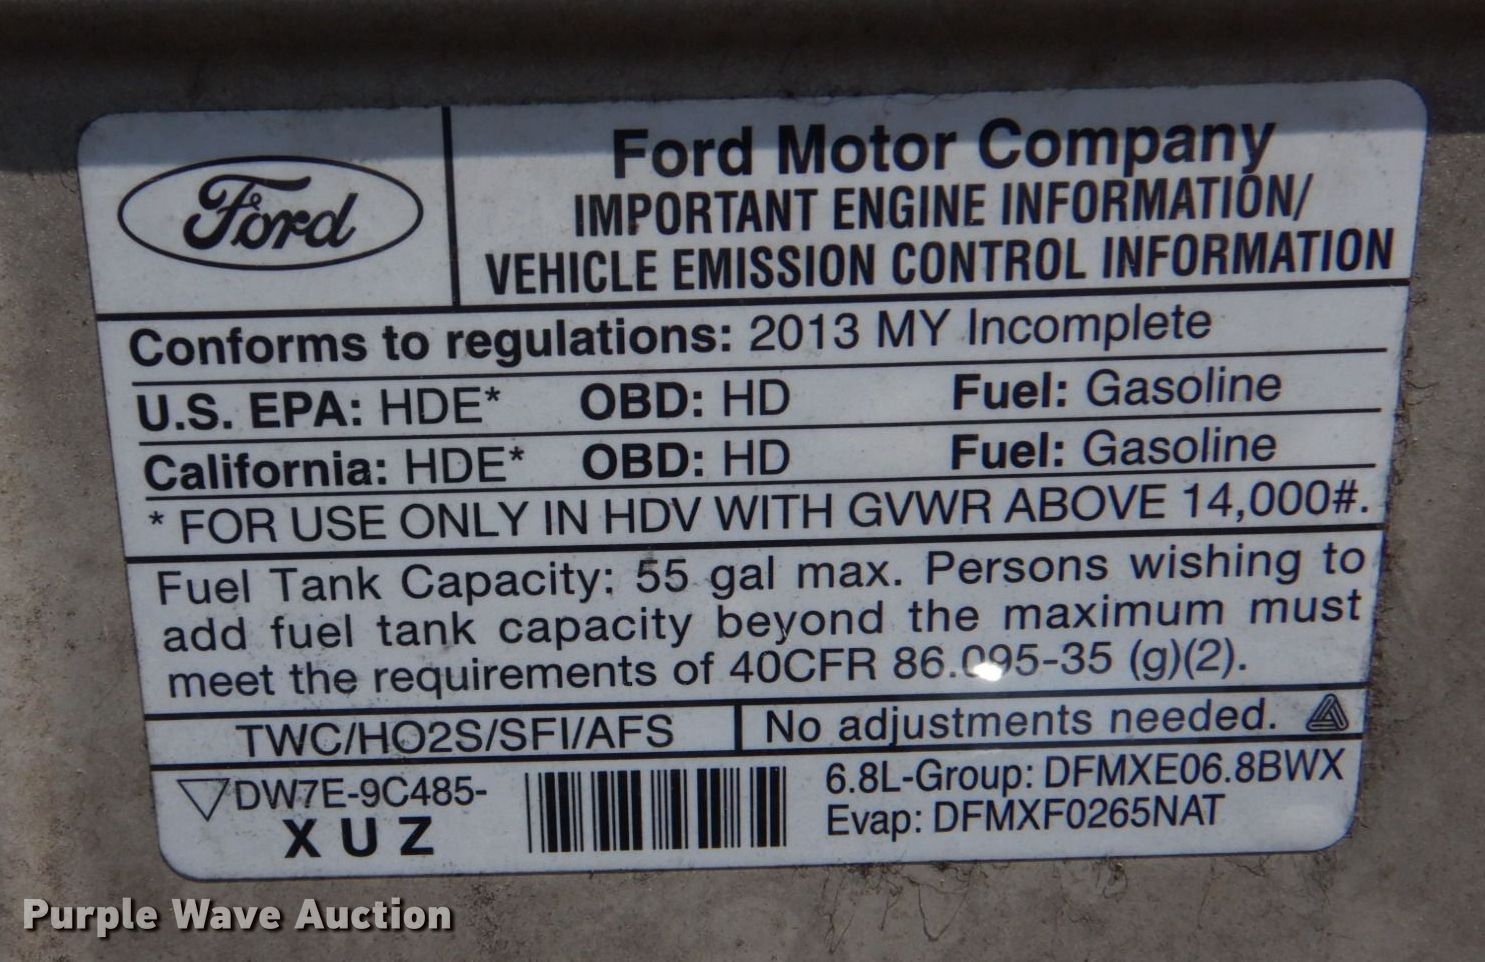 Ford
Ford Motor Company
IMPORTANT ENGINE INFORMATION/
VEHICLE EMISSION CONTROL INFORMATION
Conforms to regulations: 2013 MY Incomplete
U.S. EPA: HDE* OBD: HD Fuel: Gasoline
California: HDE* OBD: HD Fuel: Gasoline
* FOR USE ONLY IN HDV WITH GVWR ABOVE 14,000#.
Fuel Tank Capacity: 55 gal max. Persons wishing to
add fuel tank capacity beyond the maximum must
meet the requirements of 40CFR 86.095-35 (g)(2).
TWC/HO2S/SFI/AFS No adjustments needed.
DW7E-9C485-
XUZ
6.8L-Group: DFMXE06.8BWX
Evap: DFMXF0265NAT
Purple Wave Auction